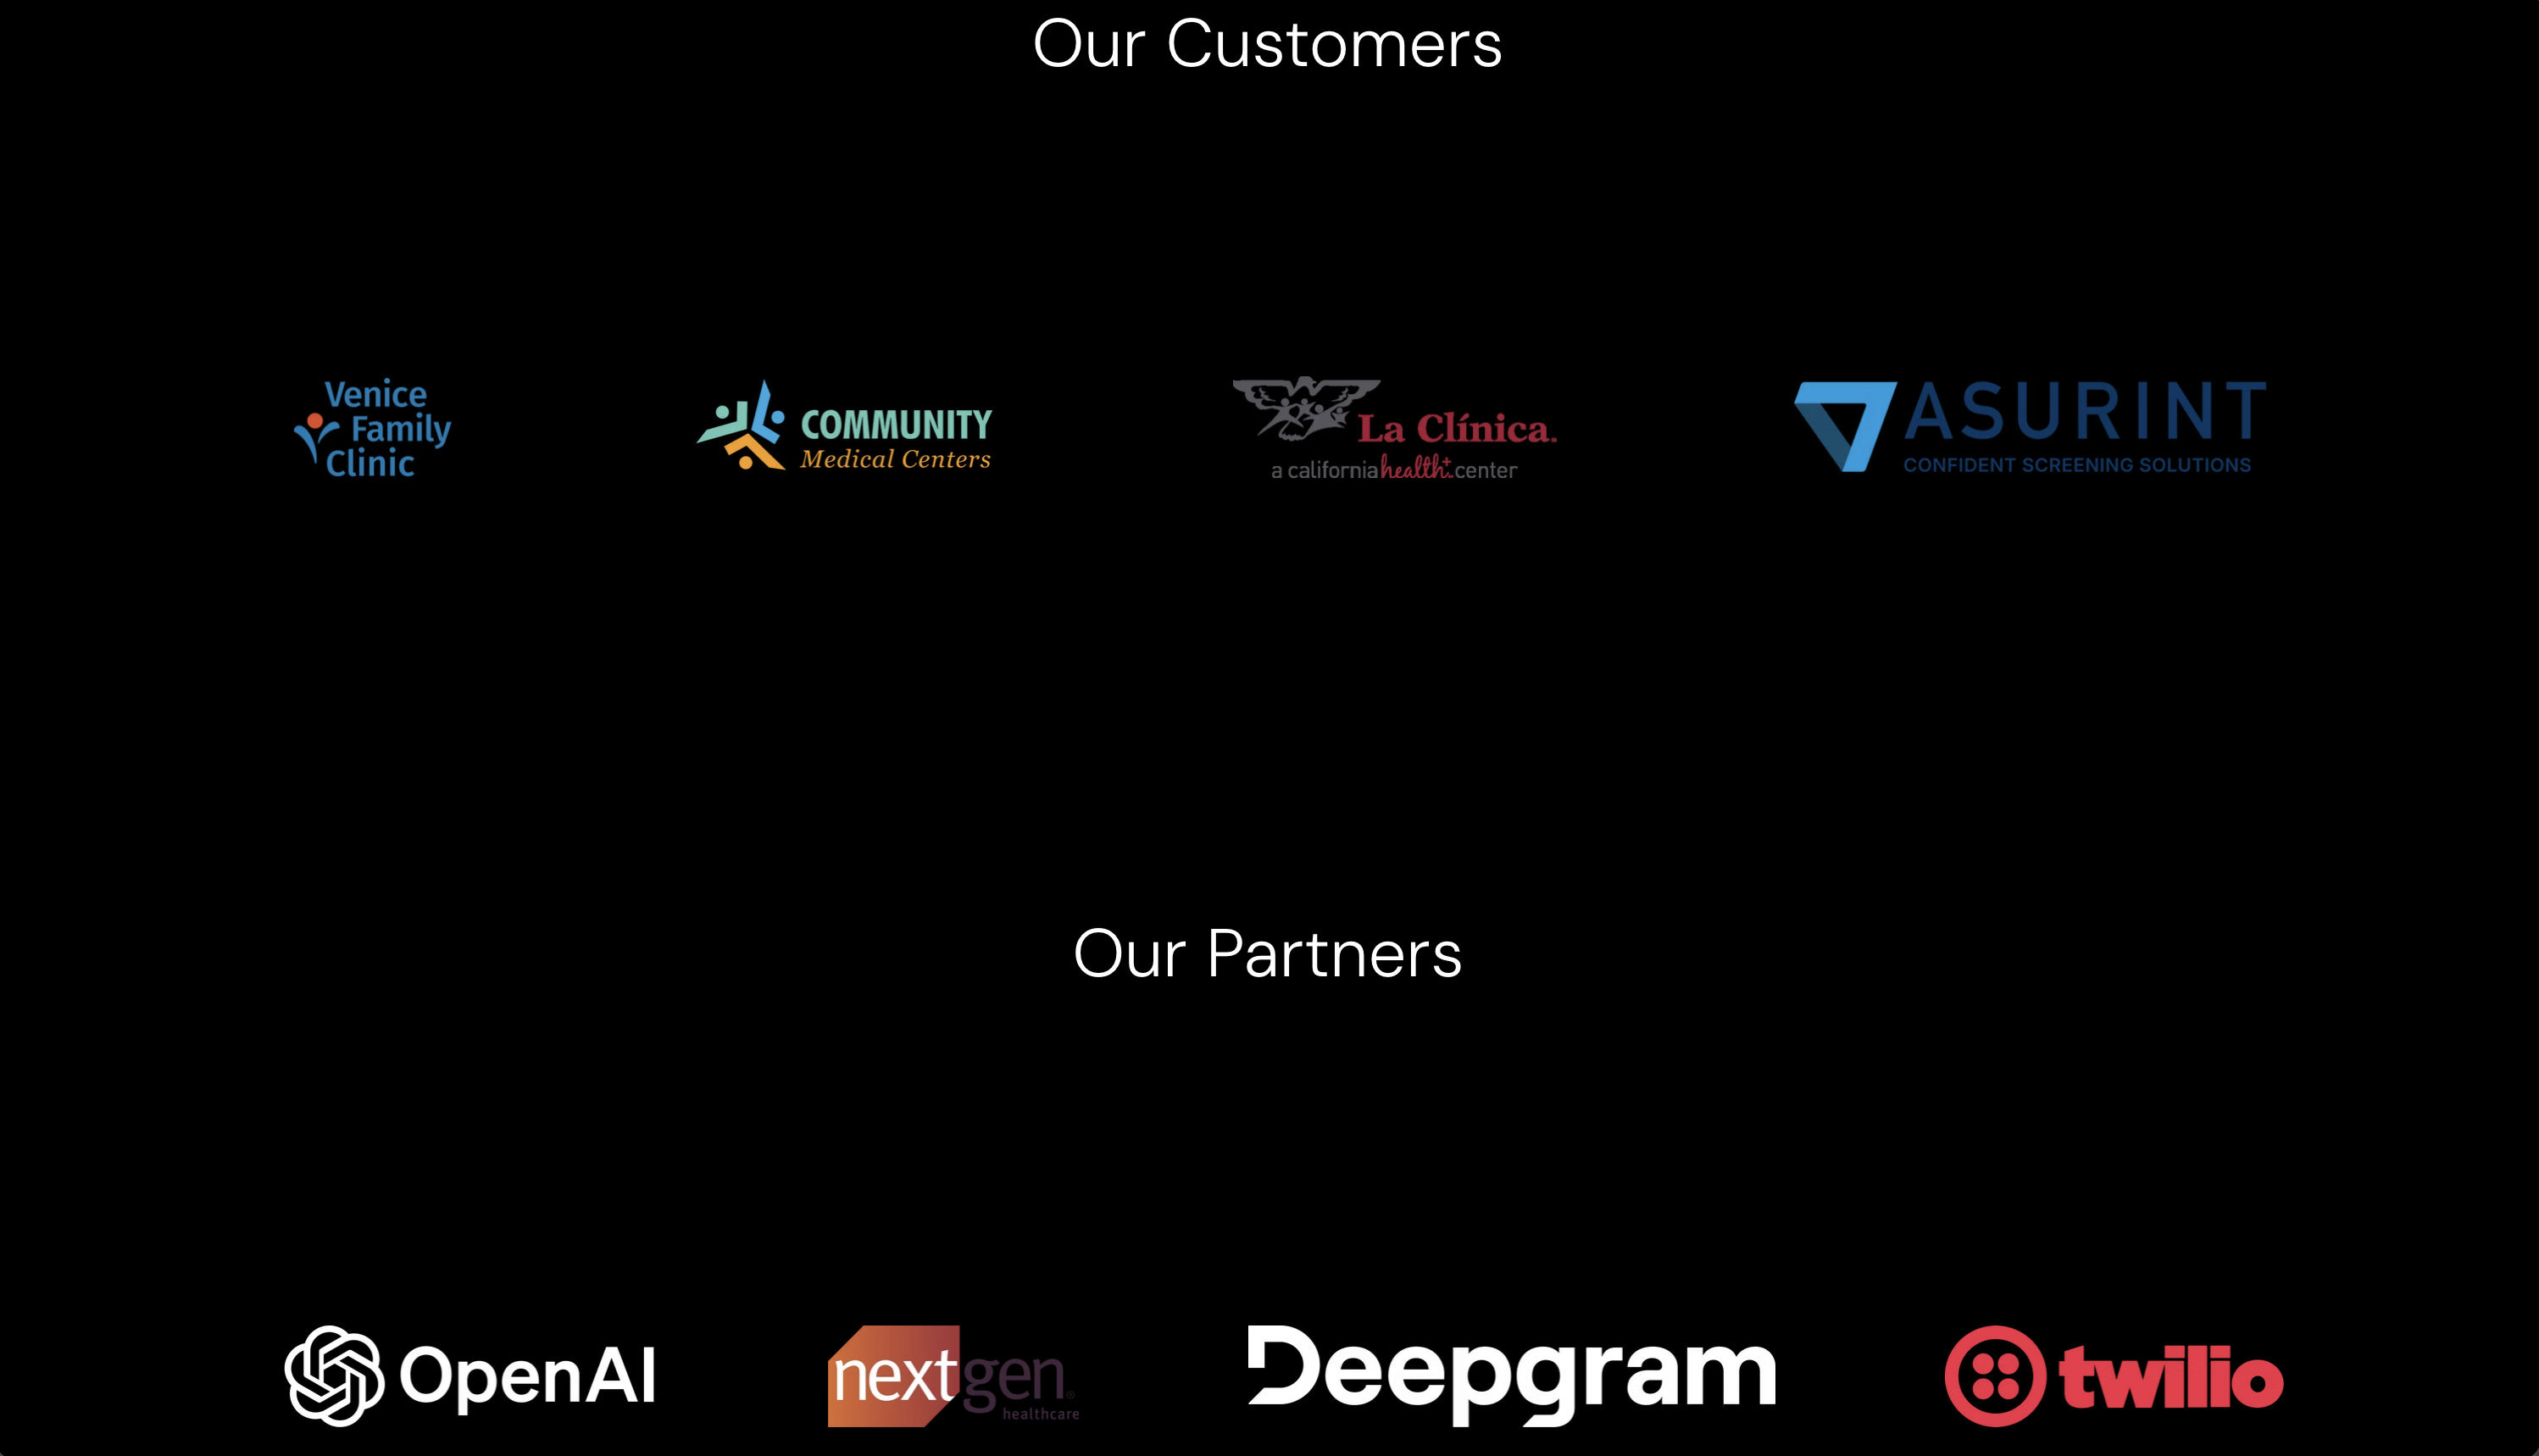 Our Customers
Venice
Family
Clinic
COMMUNITY
Medical Centers
La Clínica.
a california health+ center
ASURINT
CONFIDENT SCREENING SOLUTIONS
Our Partners
OpenAI
nextgen®
healthcare
Deepgram
twilio